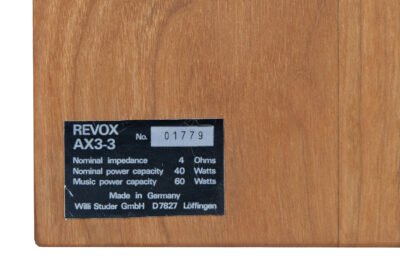 REVOX No. 01779
AX3-3
Nominal impedance 4 Ohms
Nominal power capacity 40 Watts
Music power capacity 60 Watts
Made in Germany
Willi Studer GmbH D7827 Löffingen